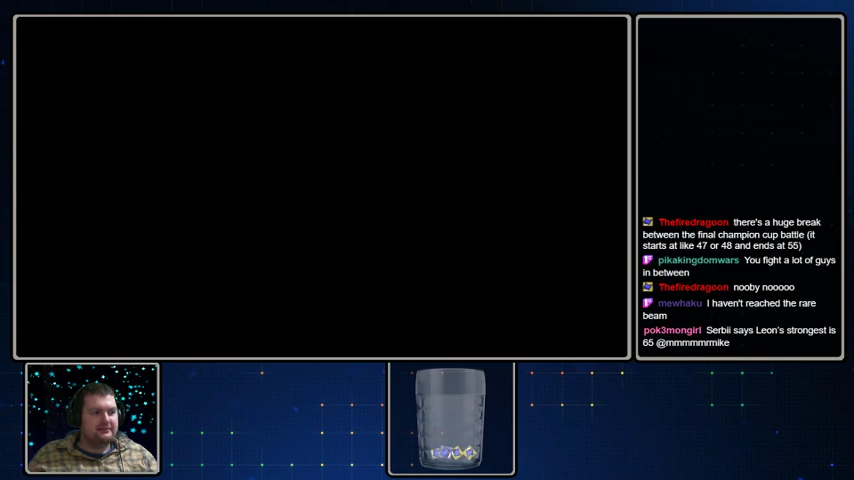 Thefiredragoon there's a huge break
between the final champion cup battle (it
starts at like 47 or 48 and ends at 55)
pikakingdomwars You fight a lot of guys
in between
Thefiredragoon nooby nooooo
mewhaku I haven't reached the rare
beam
pok3mongirl Serbii says Leon's strongest is
65 @mmmmmrmike